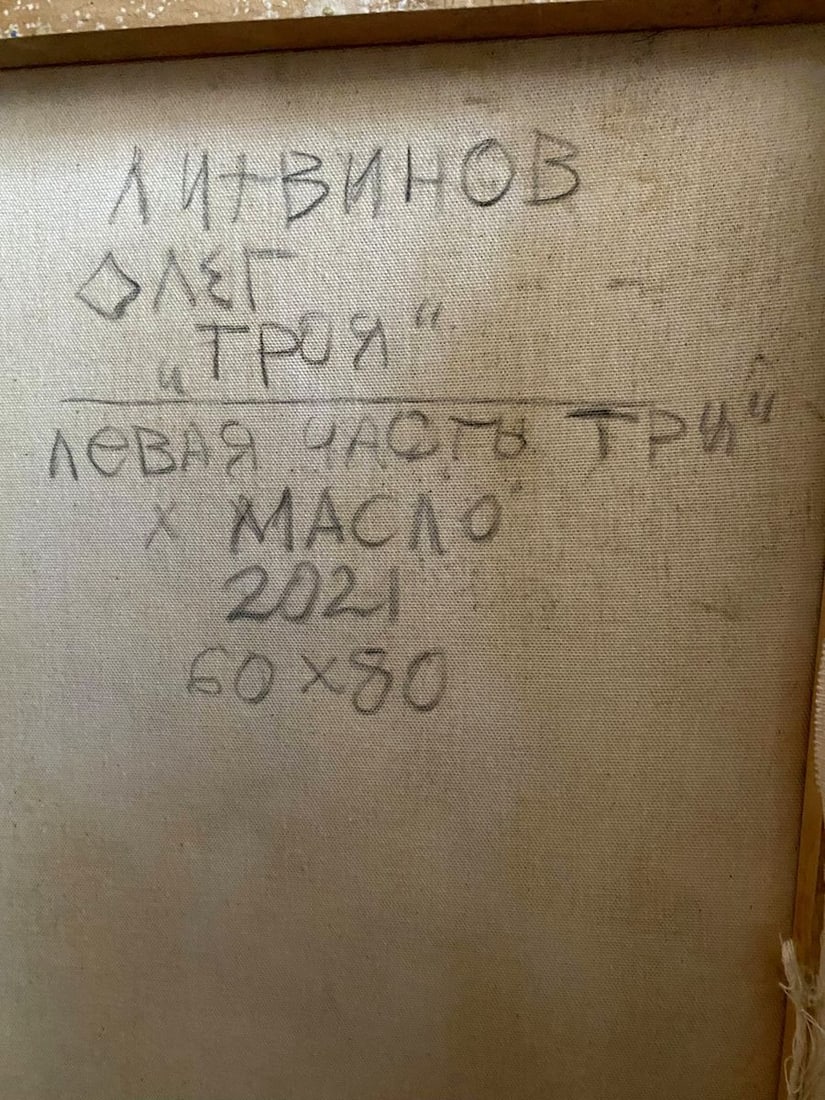 ЛИТВИНОВ
ОЛЕГ
„ТРОЯ“
ЛЕВАЯ ЧАСТЬ ТРИ"
Х МАСЛО
2021
60×80